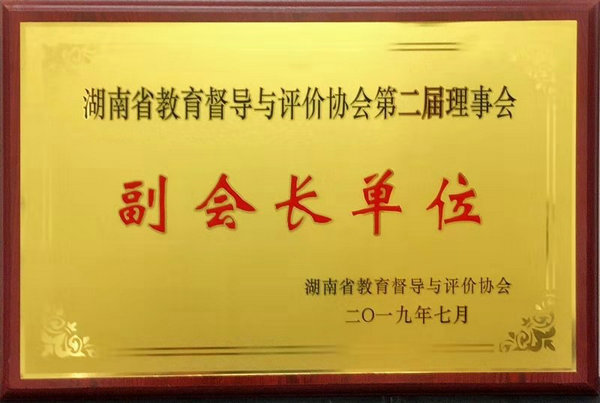 湖南省教育督导与评价协会第二届理事会
副会长单位
湖南省教育督导与评价协会
二〇一九年七月